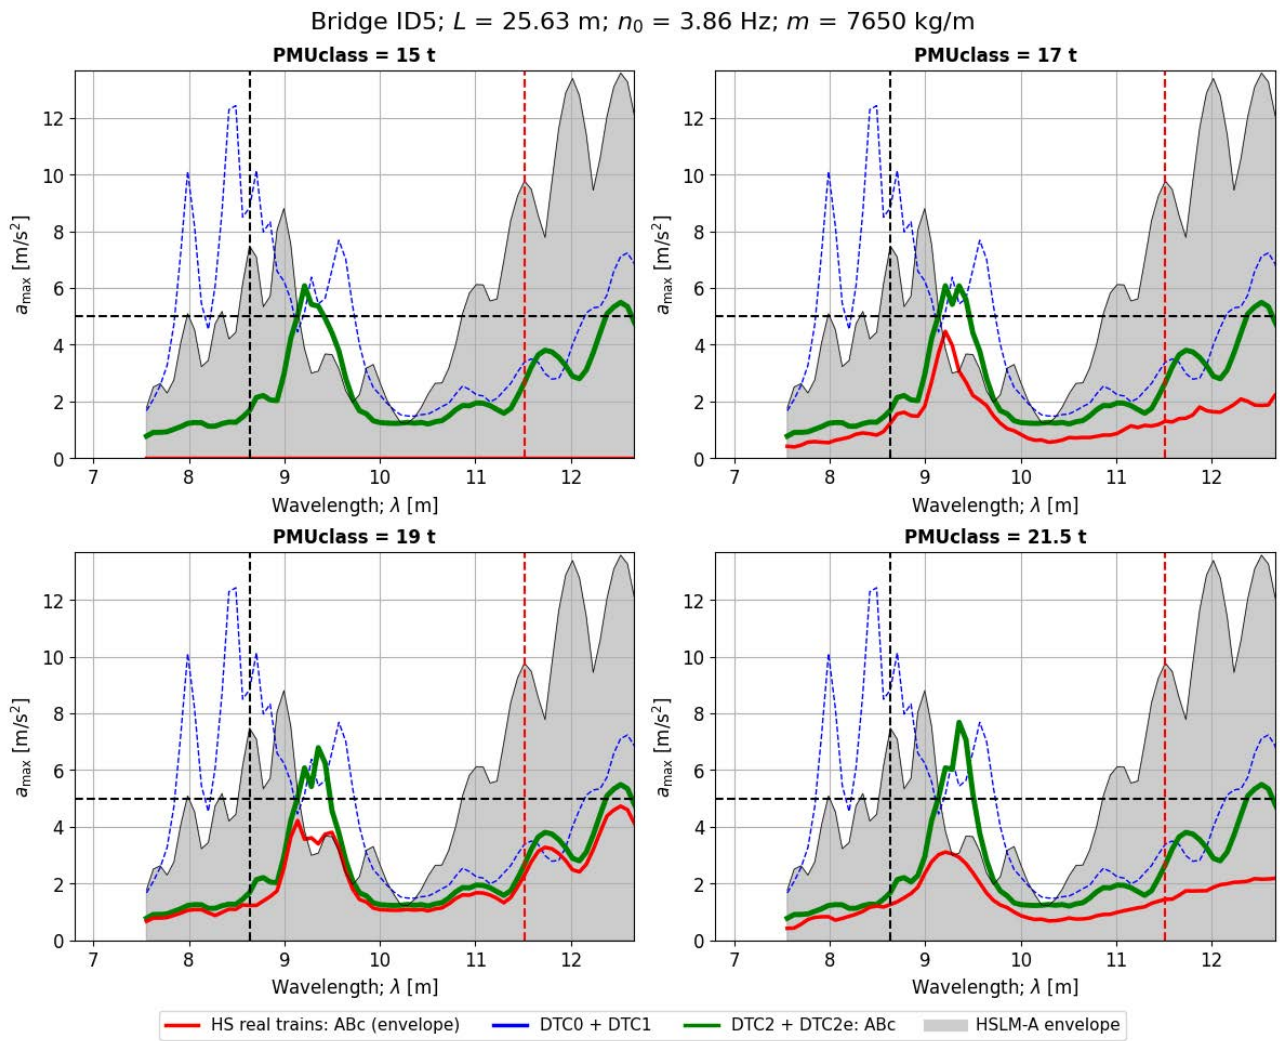 Bridge ID5; L = 25.63 m; n₀ = 3.86 Hz; m = 7650 kg/m
PMUclass = 15 t
12
10
8
6
4
2
0
a_max [m/s²]
7 8 9 10 11 12
Wavelength; λ [m]
PMUclass = 17 t
12
10
8
6
4
2
0
a_max [m/s²]
7 8 9 10 11 12
Wavelength; λ [m]
PMUclass = 19 t
12
10
8
6
4
2
0
a_max [m/s²]
7 8 9 10 11 12
Wavelength; λ [m]
PMUclass = 21.5 t
12
10
8
6
4
2
0
a_max [m/s²]
7 8 9 10 11 12
Wavelength; λ [m]
HS real trains: ABc (envelope) DTC0 + DTC1 DTC2 + DTC2e: ABc HSLM-A envelope